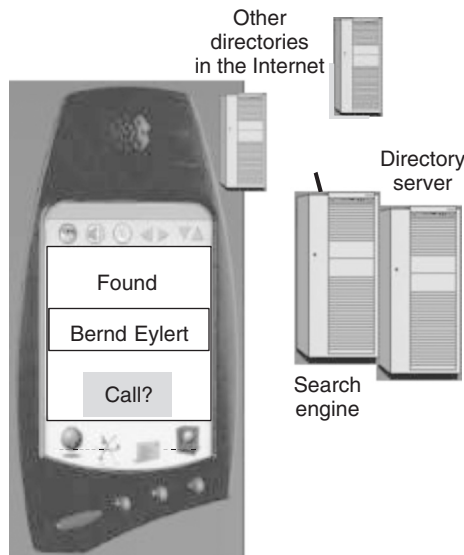 Other
directories
in the Internet
Directory
server
Found
Bernd Eylert
Call?
Search
engine